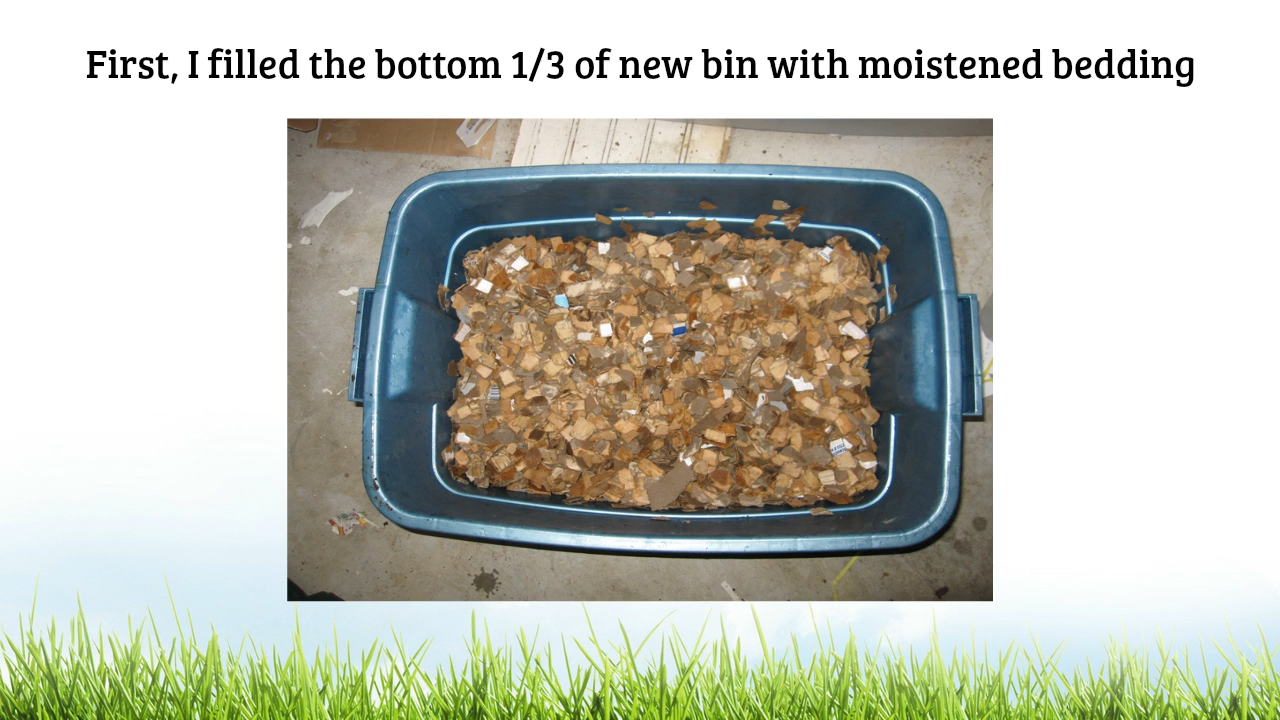 First, I filled the bottom 1/3 of new bin with moistened bedding